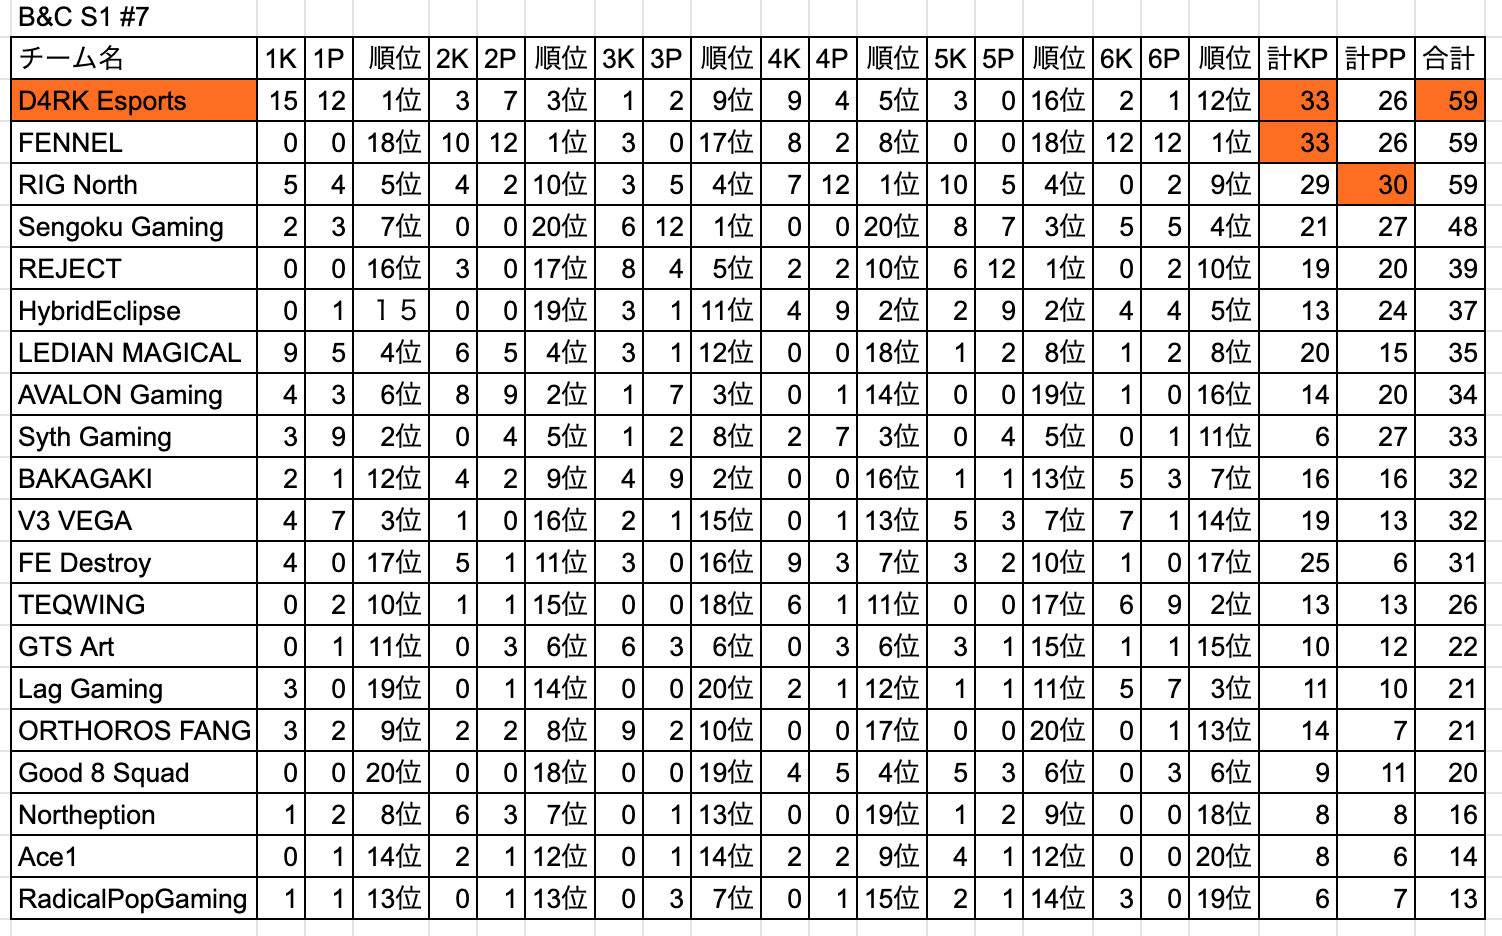 B&C S1 #7
チーム名 1K 1P 順位 2K 2P 順位 3K 3P 順位 4K 4P 順位 5K 5P 順位 6K 6P 順位 計KP 計PP 合計
D4RK Esports 15 12 1位 3 7 3位 1 2 9位 9 4 5位 3 0 16位 2 1 12位 33 26 59
FENNEL 0 0 18位 10 12 1位 3 0 17位 8 2 8位 0 0 18位 12 12 1位 33 26 59
RIG North 5 4 5位 4 2 10位 3 5 4位 7 12 1位 10 5 4位 0 2 9位 29 30 59
Sengoku Gaming 2 3 7位 0 0 20位 6 12 1位 0 0 20位 8 7 3位 5 5 4位 21 27 48
REJECT 0 0 16位 3 0 17位 8 4 5位 2 2 10位 6 12 1位 0 2 10位 19 20 39
HybridEclipse 0 1 15 0 0 19位 3 1 11位 4 9 2位 2 9 2位 4 4 5位 13 24 37
LEDIAN MAGICAL 9 5 4位 6 5 4位 3 1 12位 0 0 18位 1 2 8位 1 2 8位 20 15 35
AVALON Gaming 4 3 6位 8 9 2位 1 7 3位 0 1 14位 0 0 19位 1 0 16位 14 20 34
Syth Gaming 3 9 2位 0 4 5位 1 2 8位 2 7 3位 0 4 5位 0 1 11位 6 27 33
BAKAGAKI 2 1 12位 4 2 9位 4 9 2位 0 0 16位 1 1 13位 5 3 7位 16 16 32
V3 VEGA 4 7 3位 1 0 16位 2 1 15位 0 1 13位 5 3 7位 7 1 14位 19 13 32
FE Destroy 4 0 17位 5 1 11位 3 0 16位 9 3 7位 3 2 10位 1 0 17位 25 6 31
TEQWING 0 2 10位 1 1 15位 0 0 18位 6 1 11位 0 0 17位 6 9 2位 13 13 26
GTS Art 0 1 11位 0 3 6位 6 3 6位 0 3 6位 3 1 15位 1 1 15位 10 12 22
Lag Gaming 3 0 19位 0 1 14位 0 0 20位 2 1 12位 1 1 11位 5 7 3位 11 10 21
ORTHOROS FANG 3 2 9位 2 2 8位 9 2 10位 0 0 17位 0 0 20位 0 1 13位 14 7 21
Good 8 Squad 0 0 20位 0 0 18位 0 0 19位 4 5 4位 5 3 6位 0 3 6位 9 11 20
Northeption 1 2 8位 6 3 7位 0 1 13位 0 0 19位 1 2 9位 0 0 18位 8 8 16
Ace1 0 1 14位 2 1 12位 0 1 14位 2 2 9位 4 1 12位 0 0 20位 8 6 14
RadicalPopGaming 1 1 13位 0 1 13位 0 3 7位 0 1 15位 2 1 14位 3 0 19位 6 7 13